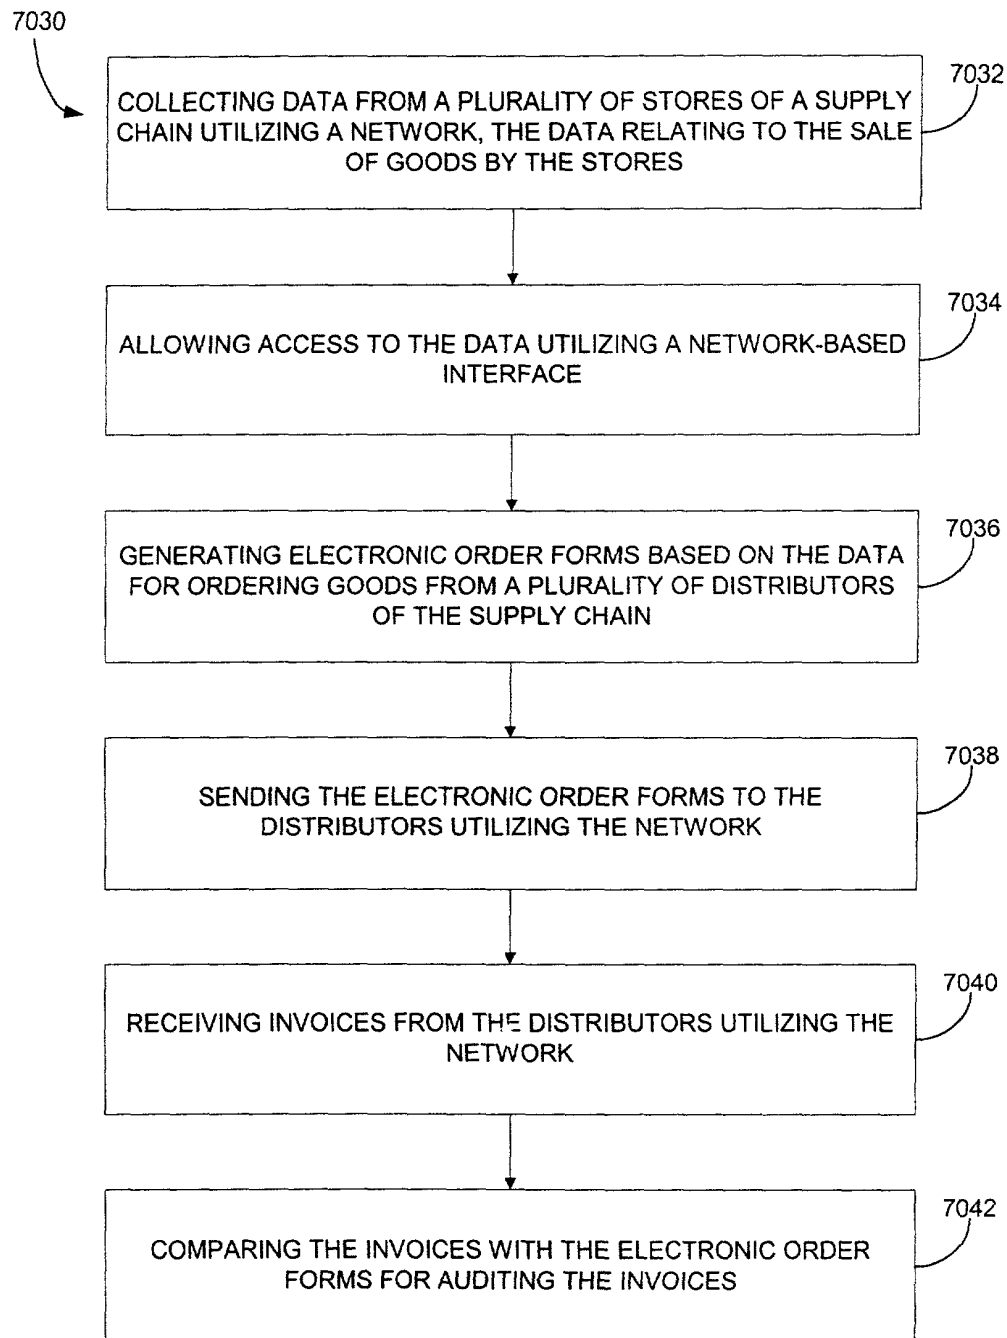 7030
7032
COLLECTING DATA FROM A PLURALITY OF STORES OF A SUPPLY
CHAIN UTILIZING A NETWORK, THE DATA RELATING TO THE SALE
OF GOODS BY THE STORES
7034
ALLOWING ACCESS TO THE DATA UTILIZING A NETWORK-BASED
INTERFACE
7036
GENERATING ELECTRONIC ORDER FORMS BASED ON THE DATA
FOR ORDERING GOODS FROM A PLURALITY OF DISTRIBUTORS
OF THE SUPPLY CHAIN
7038
SENDING THE ELECTRONIC ORDER FORMS TO THE
DISTRIBUTORS UTILIZING THE NETWORK
7040
RECEIVING INVOICES FROM THE DISTRIBUTORS UTILIZING THE
NETWORK
7042
COMPARING THE INVOICES WITH THE ELECTRONIC ORDER
FORMS FOR AUDITING THE INVOICES